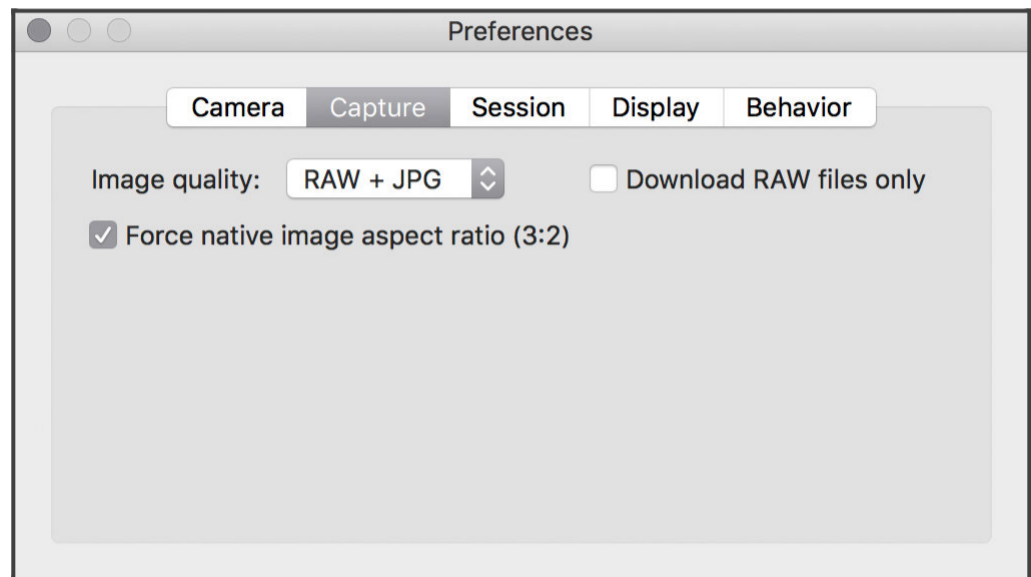 Preferences
Camera Capture Session Display Behavior
Image quality: RAW + JPG Download RAW files only
Force native image aspect ratio (3:2)